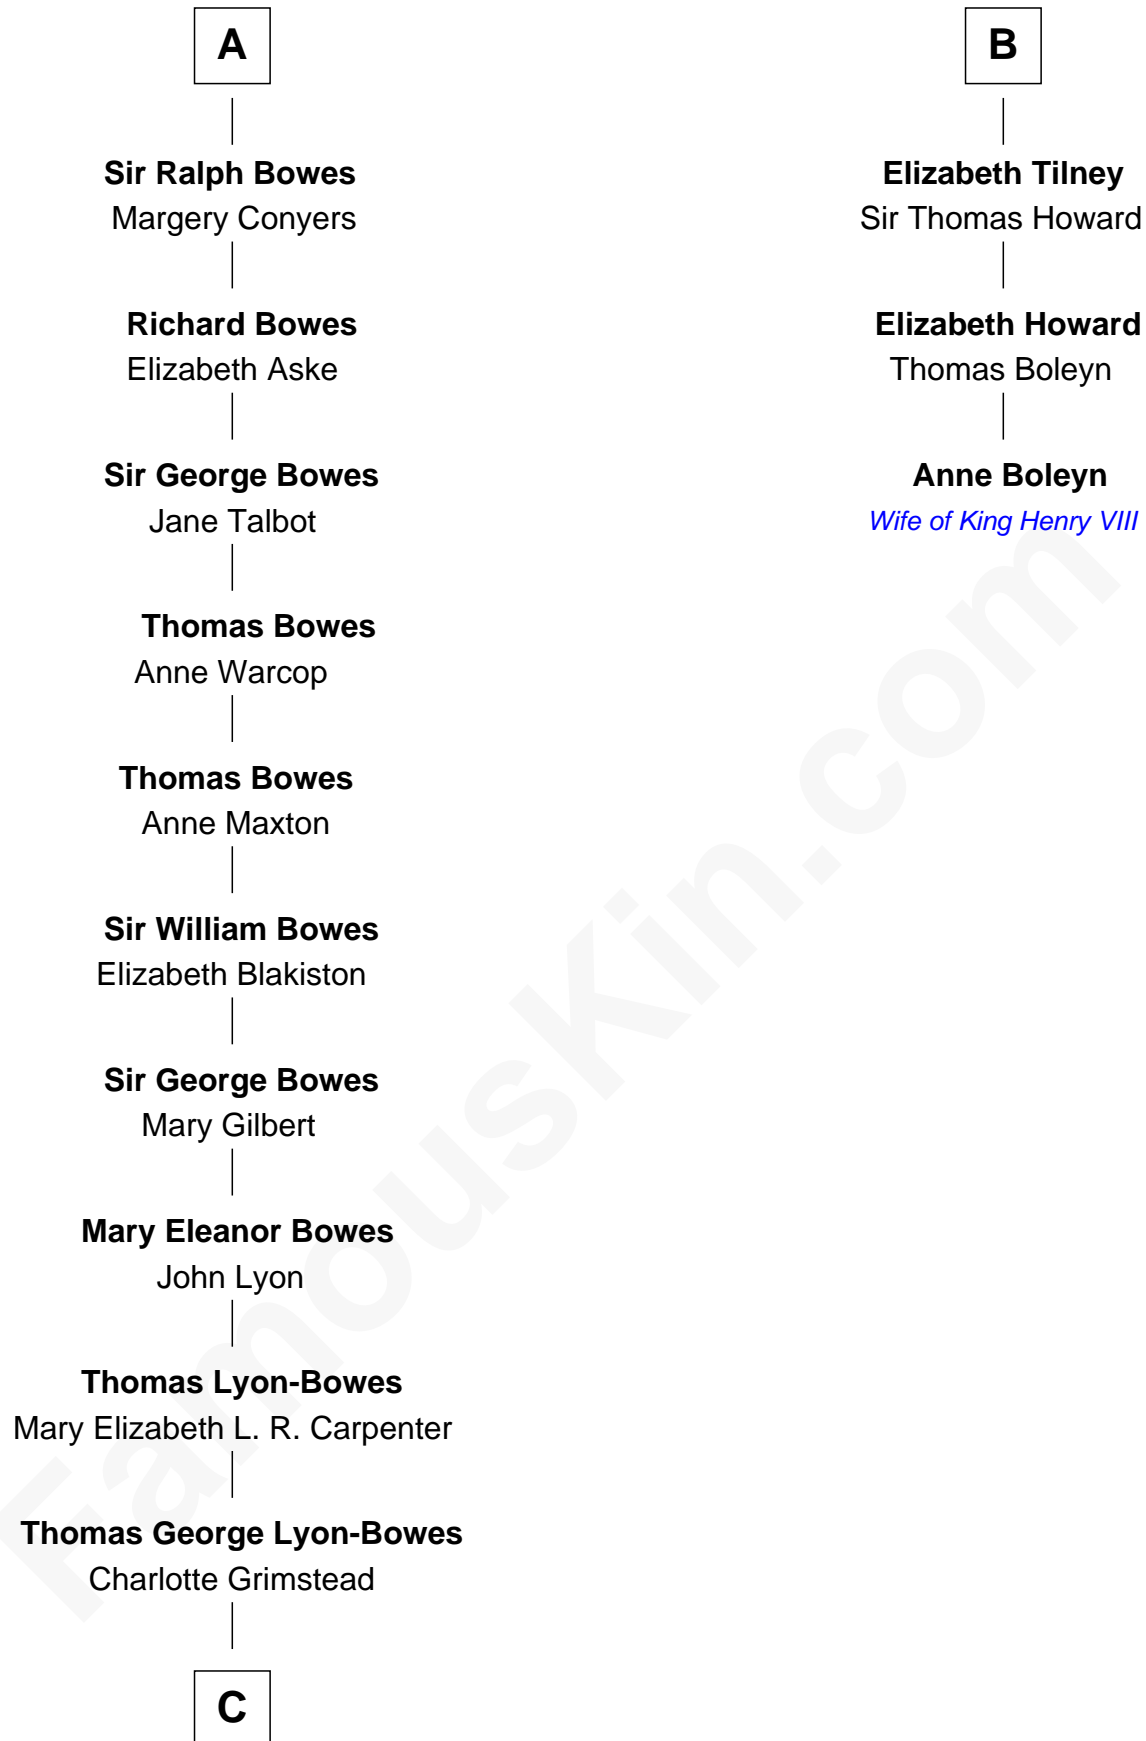 A
Sir Ralph Bowes
Margery Conyers
Richard Bowes
Elizabeth Aske
Sir George Bowes
Jane Talbot
Thomas Bowes
Anne Warcop
Thomas Bowes
Anne Maxton
Sir William Bowes
Elizabeth Blakiston
Sir George Bowes
Mary Gilbert
Mary Eleanor Bowes
John Lyon
Thomas Lyon-Bowes
Mary Elizabeth L. R. Carpenter
Thomas George Lyon-Bowes
Charlotte Grimstead
C
B
Elizabeth Tilney
Sir Thomas Howard
Elizabeth Howard
Thomas Boleyn
Anne Boleyn
Wife of King Henry VIII
FamousKin.com